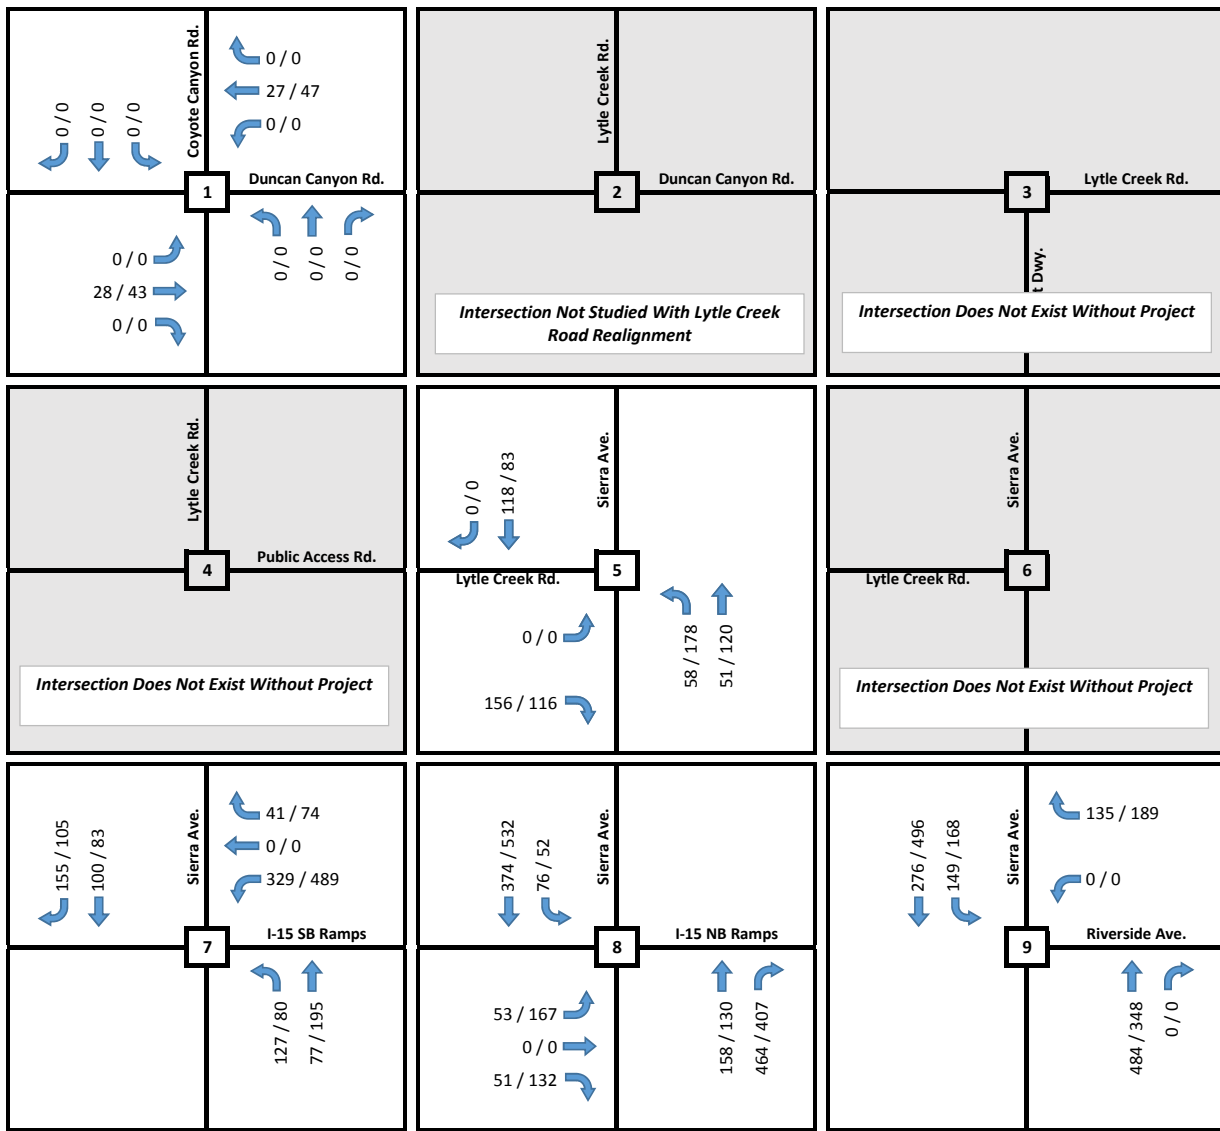 Coyote Canyon Rd.
0 / 0
27 / 47
0 / 0
0 / 0
0 / 0
0 / 0
1
Duncan Canyon Rd.
0 / 0
28 / 43
0 / 0
0 / 0
0 / 0
0 / 0
Lytle Creek Rd.
2
Duncan Canyon Rd.
Intersection Not Studied With Lytle Creek
Road Realignment
3
Lytle Creek Rd.
t Dwy.
Intersection Does Not Exist Without Project
Lytle Creek Rd.
4
Public Access Rd.
Intersection Does Not Exist Without Project
0 / 0
118 / 83
Sierra Ave.
Lytle Creek Rd.
5
0 / 0
156 / 116
58 / 178
51 / 120
Sierra Ave.
Lytle Creek Rd.
6
Intersection Does Not Exist Without Project
155 / 105
100 / 83
Sierra Ave.
41 / 74
0 / 0
329 / 489
7
I-15 SB Ramps
127 / 80
77 / 195
374 / 532
76 / 52
Sierra Ave.
8
I-15 NB Ramps
53 / 167
0 / 0
51 / 132
158 / 130
464 / 407
276 / 496
149 / 168
Sierra Ave.
135 / 189
0 / 0
9
Riverside Ave.
484 / 348
0 / 0